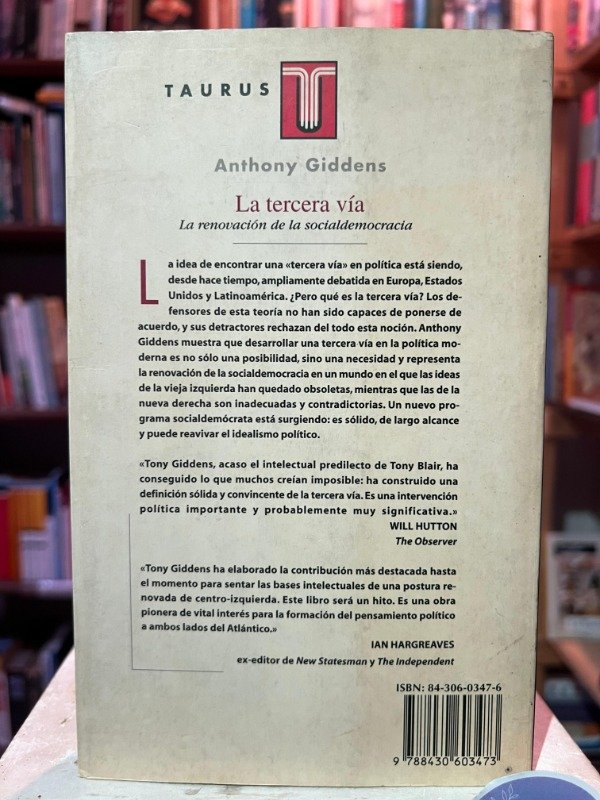 TAURUS
Anthony Giddens
La tercera vía
La renovación de la socialdemocracia
La idea de encontrar una «tercera vía» en política está siendo,
desde hace tiempo, ampliamente debatida en Europa, Estados
Unidos y Latinoamérica. ¿Pero qué es la tercera vía? Los de-
fensores de esta teoría no han sido capaces de ponerse de
acuerdo, y sus detractores rechazan del todo esta noción. Anthony
Giddens muestra que desarrollar una tercera vía en la política mo-
derna es no sólo una posibilidad, sino una necesidad y representa
la renovación de la socialdemocracia en un mundo en el que las ideas
de la vieja izquierda han quedado obsoletas, mientras que las de la
nueva derecha son inadecuadas y contradictorias. Un nuevo pro-
grama socialdemócrata está surgiendo: es sólido, de largo alcance
y puede reavivar el idealismo político.
«Tony Giddens, acaso el intelectual predilecto de Tony Blair, ha
conseguido lo que muchos creían imposible: ha construido una
definición sólida y convincente de la tercera vía. Es una intervención
política importante y probablemente muy significativa.»
WILL HUTTON
The Observer
«Tony Giddens ha elaborado la contribución más destacada hasta
el momento para sentar las bases intelectuales de una postura re-
novada de centro-izquierda. Este libro será un hito. Es una obra
pionera de vital interés para la formación del pensamiento político
a ambos lados del Atlántico.»
IAN HARGREAVES
ex-editor de New Statesman y The Independent
ISBN: 84-306-0347-6
9 788430 603473